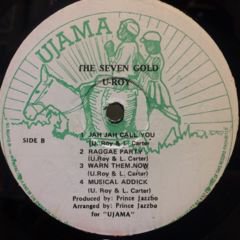 UJAMA
THE SEVEN GOLD
U-ROY
SIDE B
1 JAH JAH CALL YOU
(U. Roy & L. Carter)
2 RAGGAE PARTY
(U. Roy & L. Carter)
3 WARN THEM NOW
(U. Roy & L. Carter)
4 MUSICAL ADDICK
(U. Roy & L. Carter)
Produced by: Prince Jazzbo
Arranged by: Prince Jazzbo
for "UJAMA"